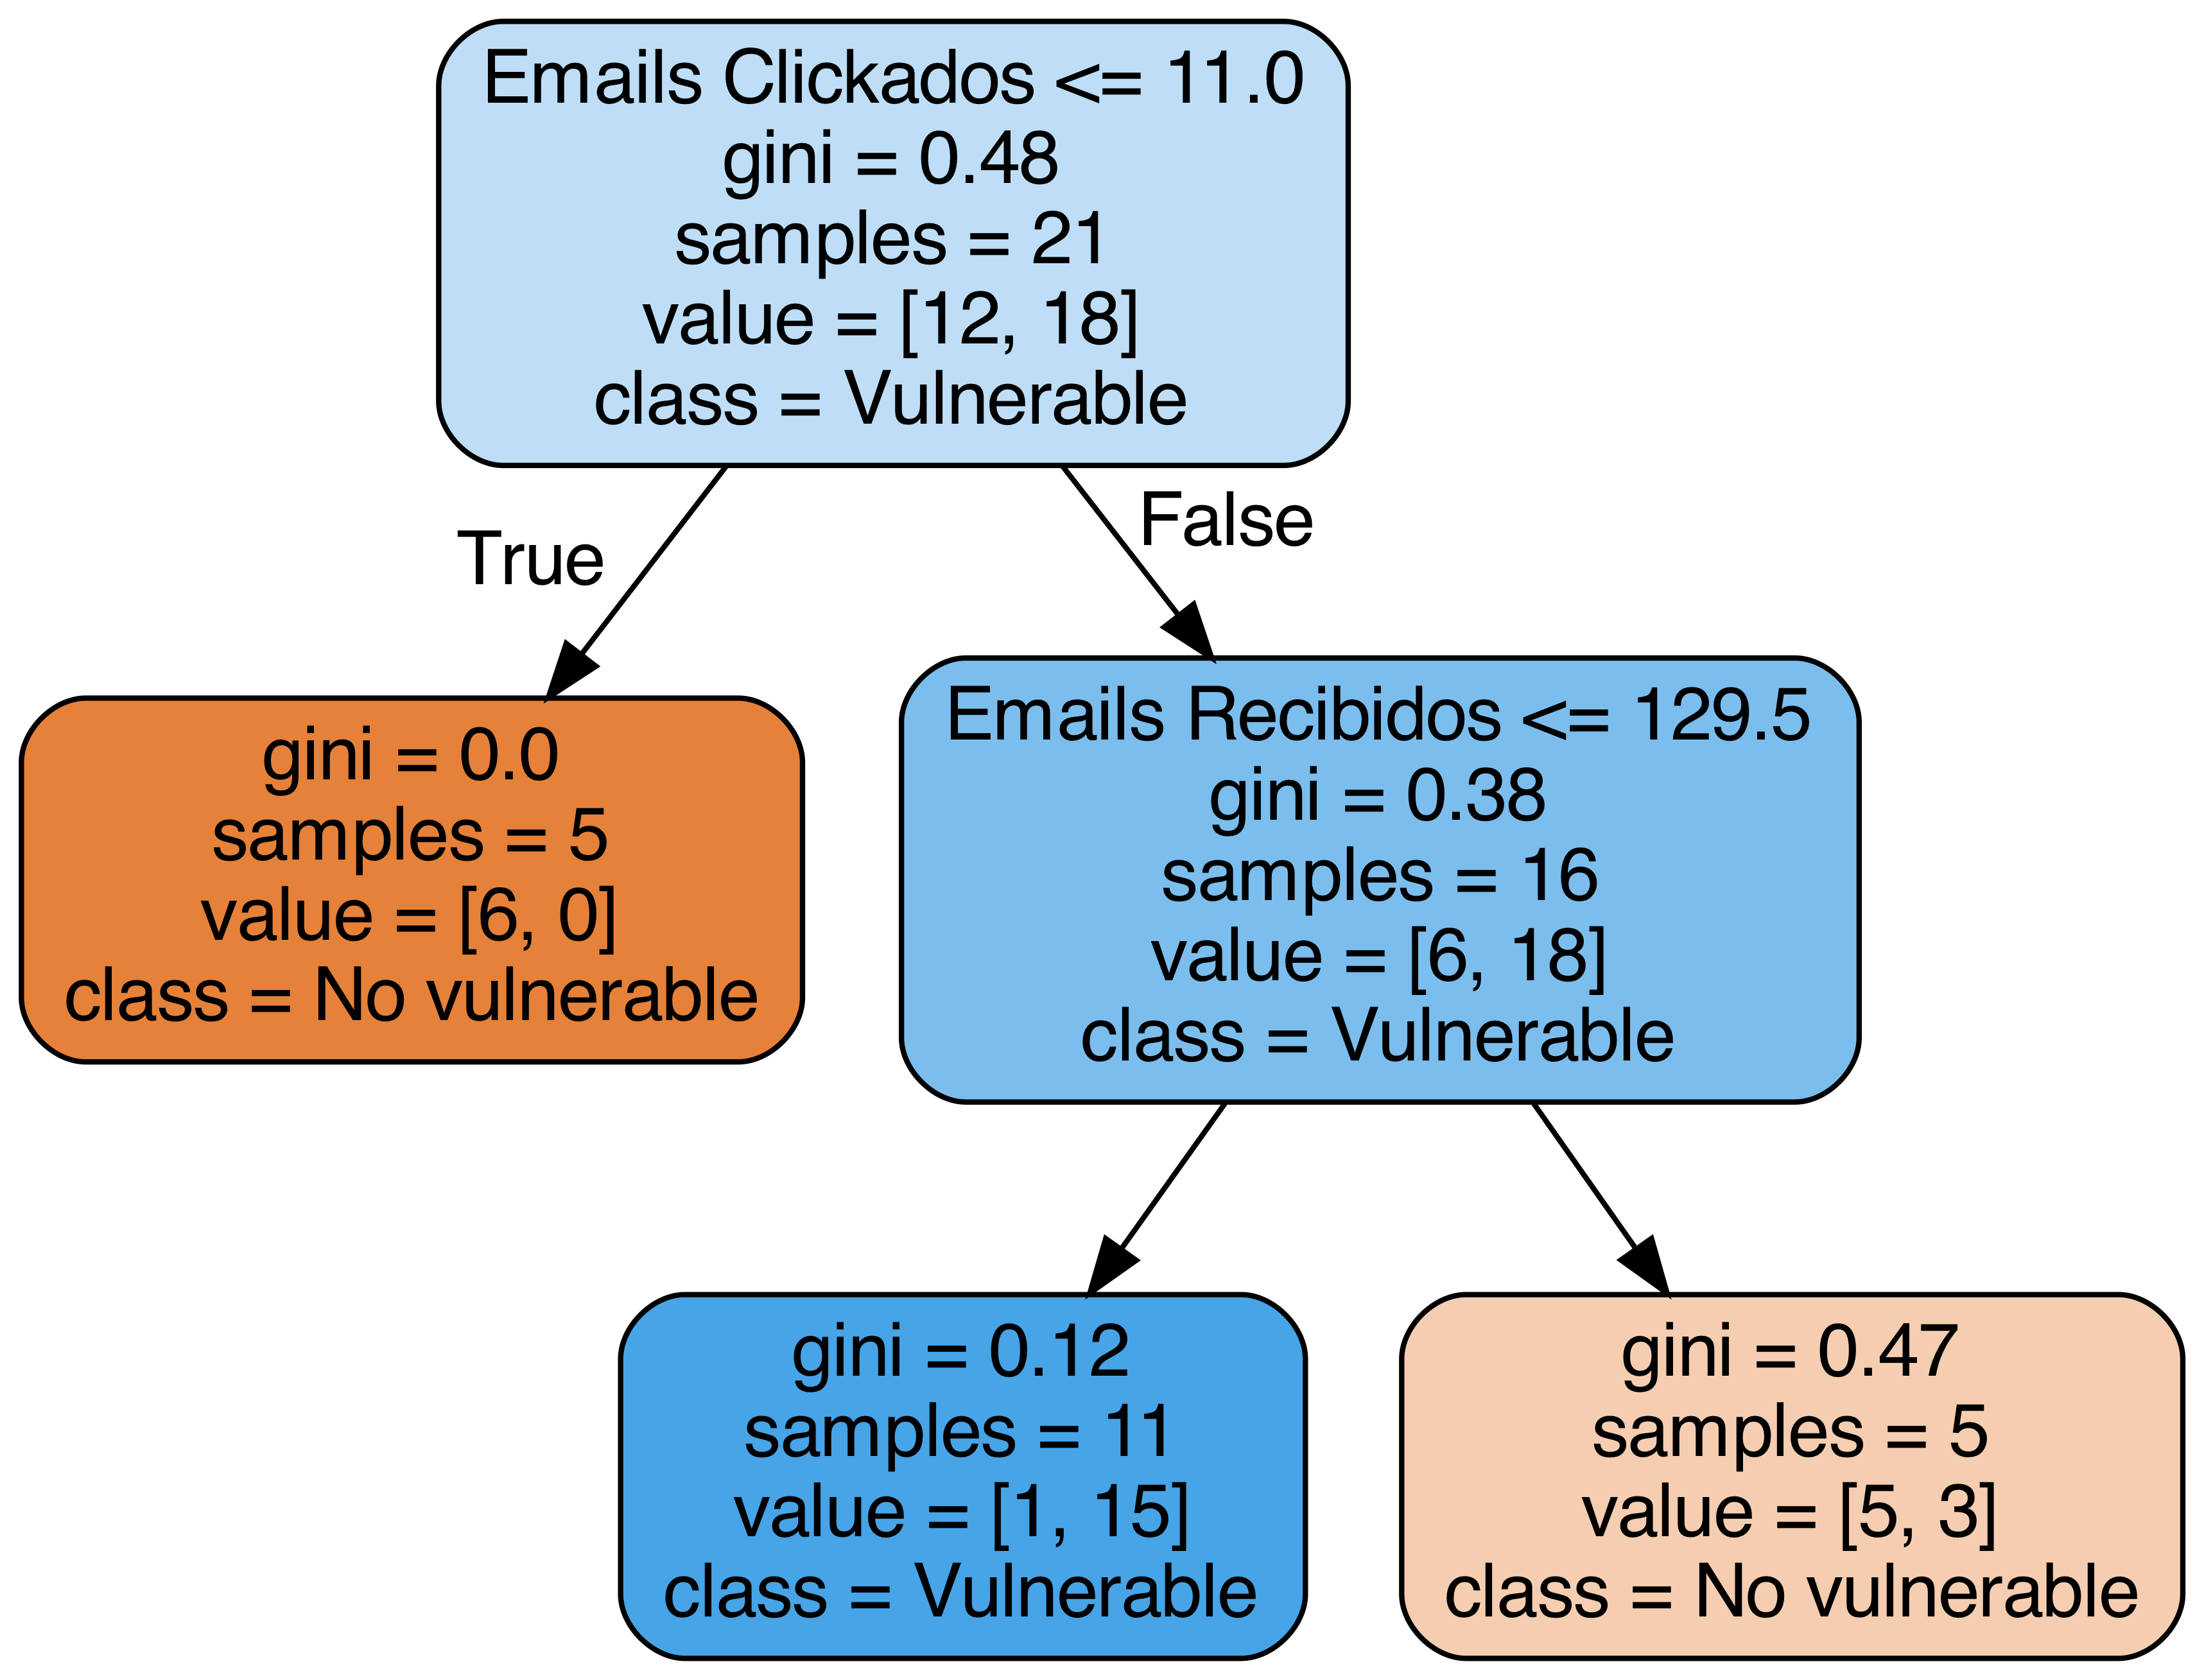 Emails Clickados <= 11.0
gini = 0.48
samples = 21
value = [12, 18]
class = Vulnerable
True
False
gini = 0.0
samples = 5
value = [6, 0]
class = No vulnerable
Emails Recibidos <= 129.5
gini = 0.38
samples = 16
value = [6, 18]
class = Vulnerable
gini = 0.12
samples = 11
value = [1, 15]
class = Vulnerable
gini = 0.47
samples = 5
value = [5, 3]
class = No vulnerable